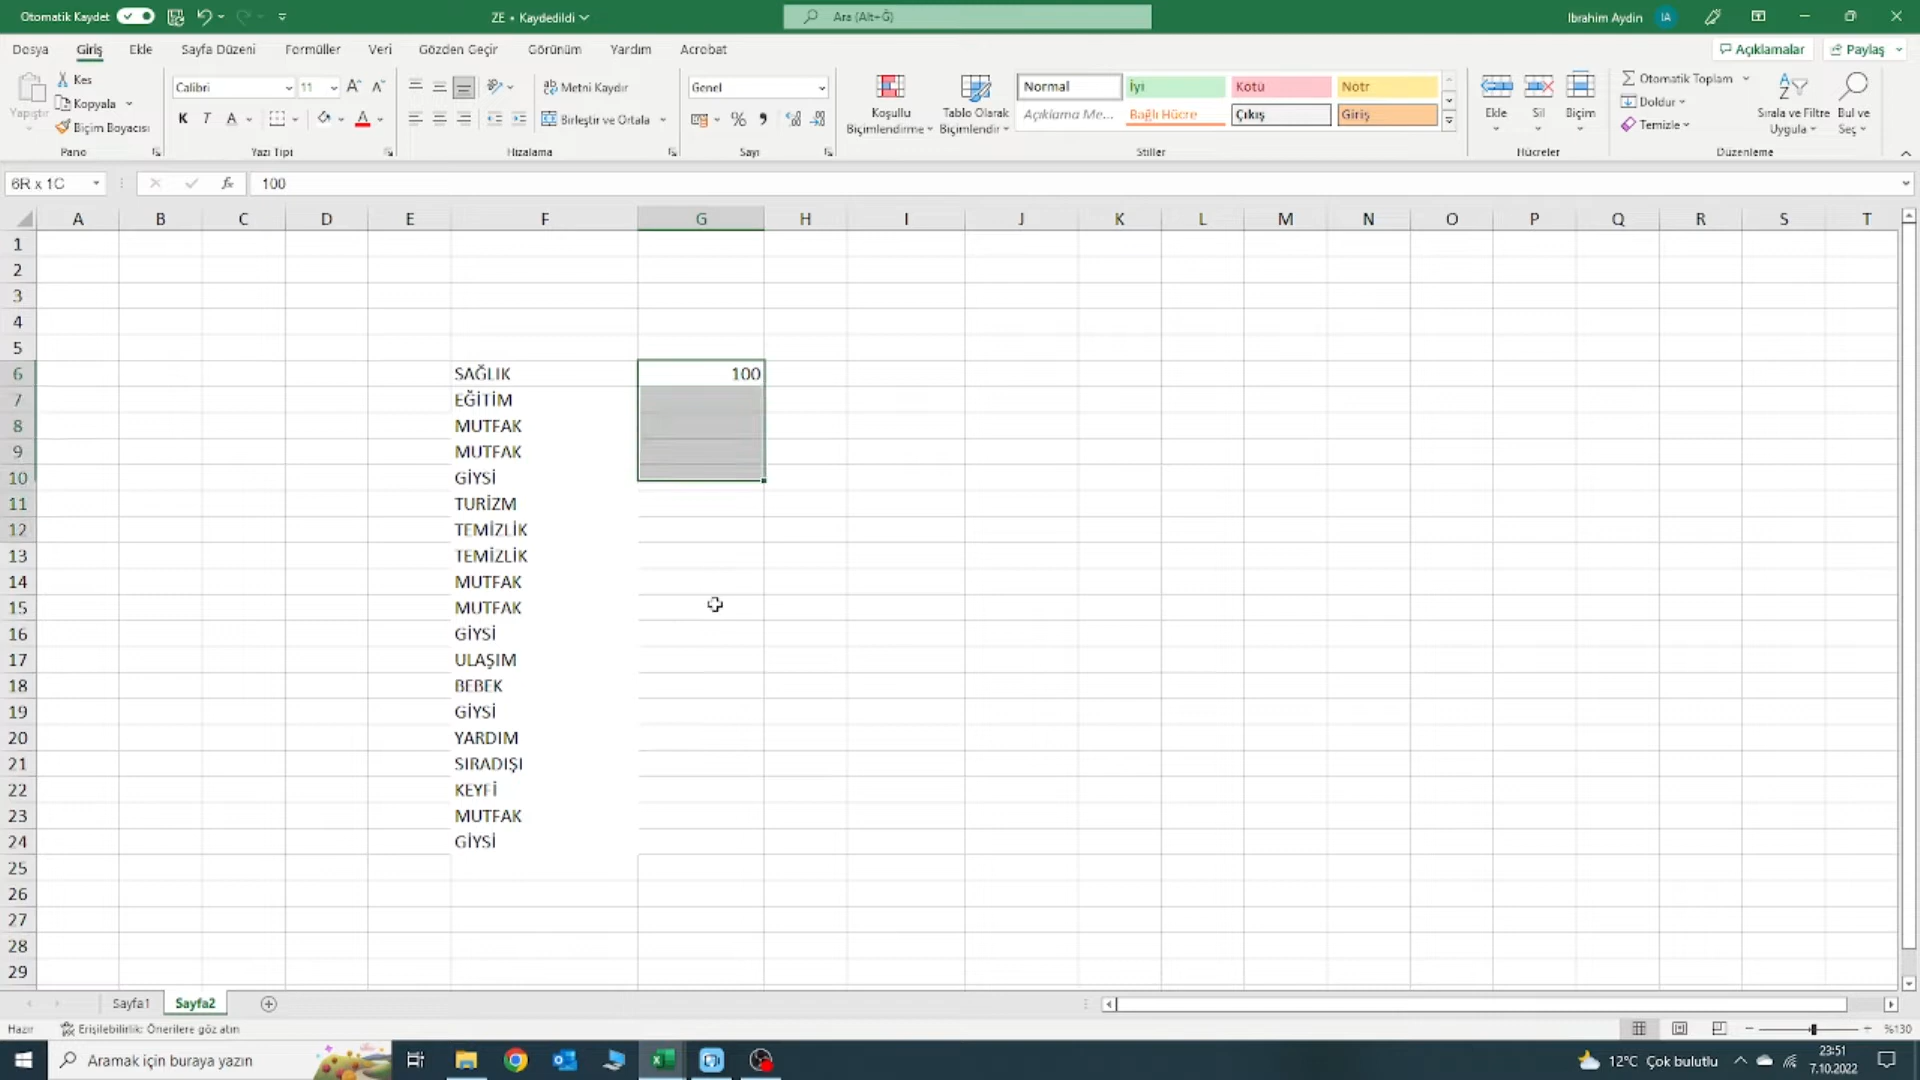 Otomatik Kaydet
ZE • Kaydedildi
Ara (Alt+Ğ)
Ibrahim Aydin
IA
Dosya Giriş Ekle Sayfa Düzeni Formüller Veri Gözden Geçir Görünüm Yardım Acrobat
Açıklamalar
Paylaş
Yapıştır
Kes
Kopyala
Biçim Boyacısı
Pano
Calibri 11
K T A
Yazı Tipi
Metni Kaydır
Birleştir ve Ortala
Hizalama
Genel
%
Sayı
Koşullu Biçimlendirme
Tablo Olarak Biçimlendir
Normal İyi Kötü Nötr
Açıklama Me... Bağlı Hücre Çıkış Giriş
Stiller
Ekle Sil Biçim
Hücreler
Otomatik Toplam
Doldur
Temizle
Sırala ve Filtre Uygula
Bul ve Seç
Düzenleme
6R x 1C
fx
100
A B C D E F G H I J K L M N O P Q R S T
1
2
3
4
5
6 SAĞLIK 100
7 EĞİTİM
8 MUTFAK
9 MUTFAK
10 GİYSİ
11 TURİZM
12 TEMİZLİK
13 TEMİZLİK
14 MUTFAK
15 MUTFAK
16 GİYSİ
17 ULAŞIM
18 BEBEK
19 GİYSİ
20 YARDIM
21 SIRADIŞI
22 KEYFİ
23 MUTFAK
24 GİYSİ
25
26
27
28
29
Sayfa1 Sayfa2
Hazır
Erişilebilirlik: Önerilere göz atın
%130
Aramak için buraya yazın
12°C Çok bulutlu
23:51
7.10.2022